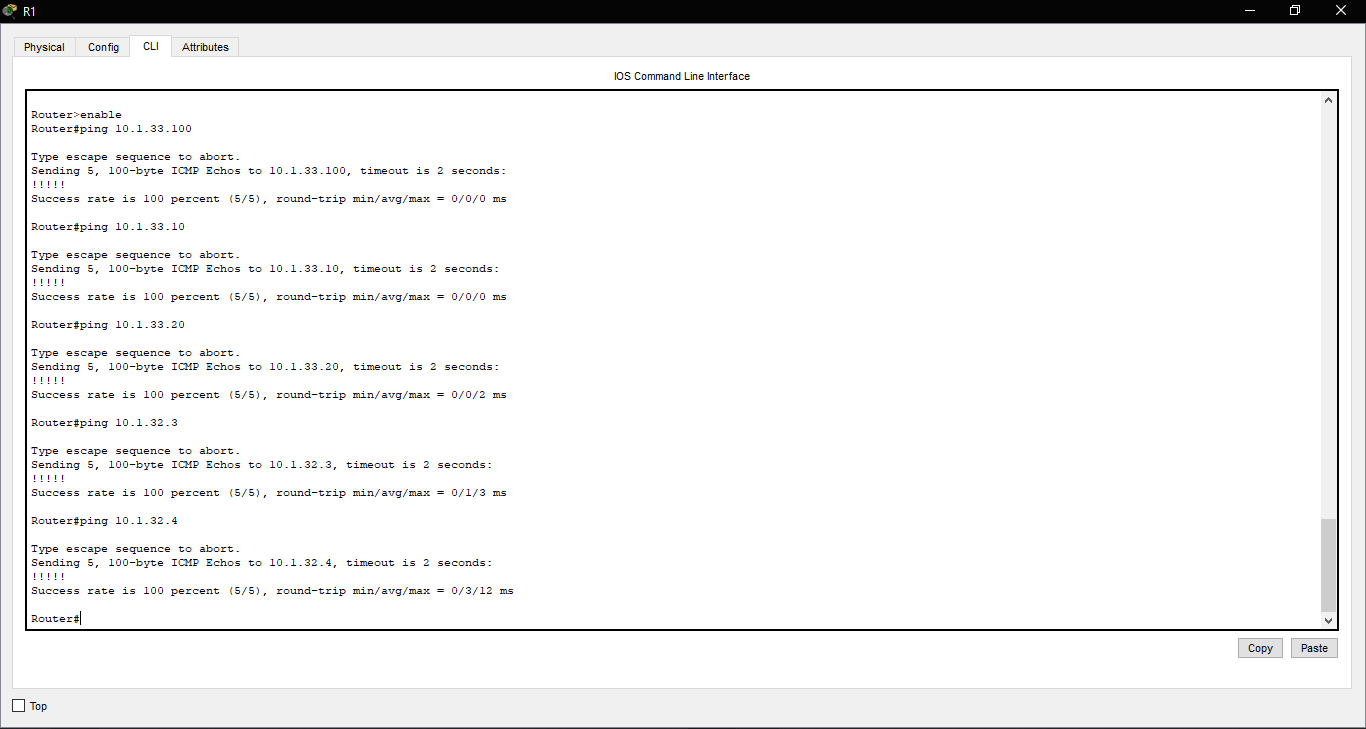 R1
Physical Config CLI Attributes
IOS Command Line Interface
Router>enable
Router#ping 10.1.33.100
Type escape sequence to abort.
Sending 5, 100-byte ICMP Echos to 10.1.33.100, timeout is 2 seconds:
!!!!!
Success rate is 100 percent (5/5), round-trip min/avg/max = 0/0/0 ms
Router#ping 10.1.33.10
Type escape sequence to abort.
Sending 5, 100-byte ICMP Echos to 10.1.33.10, timeout is 2 seconds:
!!!!!
Success rate is 100 percent (5/5), round-trip min/avg/max = 0/0/0 ms
Router#ping 10.1.33.20
Type escape sequence to abort.
Sending 5, 100-byte ICMP Echos to 10.1.33.20, timeout is 2 seconds:
!!!!!
Success rate is 100 percent (5/5), round-trip min/avg/max = 0/0/2 ms
Router#ping 10.1.32.3
Type escape sequence to abort.
Sending 5, 100-byte ICMP Echos to 10.1.32.3, timeout is 2 seconds:
!!!!!
Success rate is 100 percent (5/5), round-trip min/avg/max = 0/1/3 ms
Router#ping 10.1.32.4
Type escape sequence to abort.
Sending 5, 100-byte ICMP Echos to 10.1.32.4, timeout is 2 seconds:
!!!!!
Success rate is 100 percent (5/5), round-trip min/avg/max = 0/3/12 ms
Router#
Copy Paste
Top